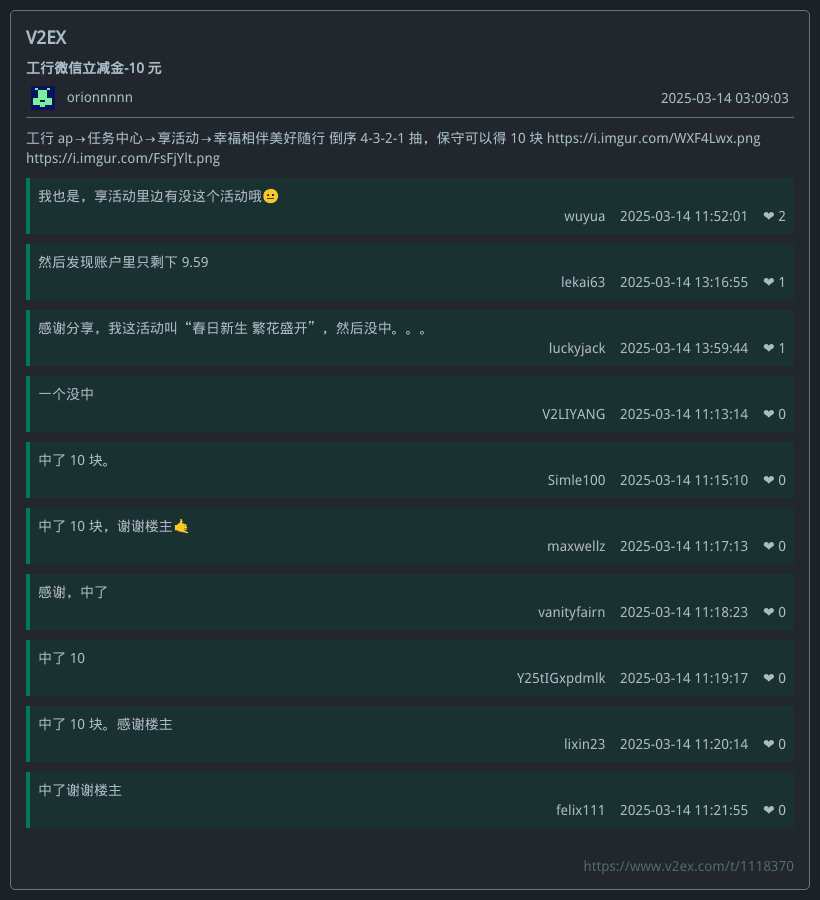 V2EX
工行微信立减金-10 元
orionnnnn 2025-03-14 03:09:03
工行 ap→任务中心→享活动→幸福相伴美好随行 倒序 4-3-2-1 抽，保守可以得 10 块 https://i.imgur.com/WXF4Lwx.png
https://i.imgur.com/FsFjYlt.png
我也是，享活动里边有没这个活动哦😐
wuyua 2025-03-14 11:52:01 ❤ 2
然后发现账户里只剩下 9.59
lekai63 2025-03-14 13:16:55 ❤ 1
感谢分享，我这活动叫“春日新生 繁花盛开”，然后没中。。。
luckyjack 2025-03-14 13:59:44 ❤ 1
一个没中
V2LIYANG 2025-03-14 11:13:14 ❤ 0
中了 10 块。
Simle100 2025-03-14 11:15:10 ❤ 0
中了 10 块，谢谢楼主🤙
maxwellz 2025-03-14 11:17:13 ❤ 0
感谢，中了
vanityfairn 2025-03-14 11:18:23 ❤ 0
中了 10
Y25tIGxpdmlk 2025-03-14 11:19:17 ❤ 0
中了 10 块。感谢楼主
lixin23 2025-03-14 11:20:14 ❤ 0
中了谢谢楼主
felix111 2025-03-14 11:21:55 ❤ 0
https://www.v2ex.com/t/1118370